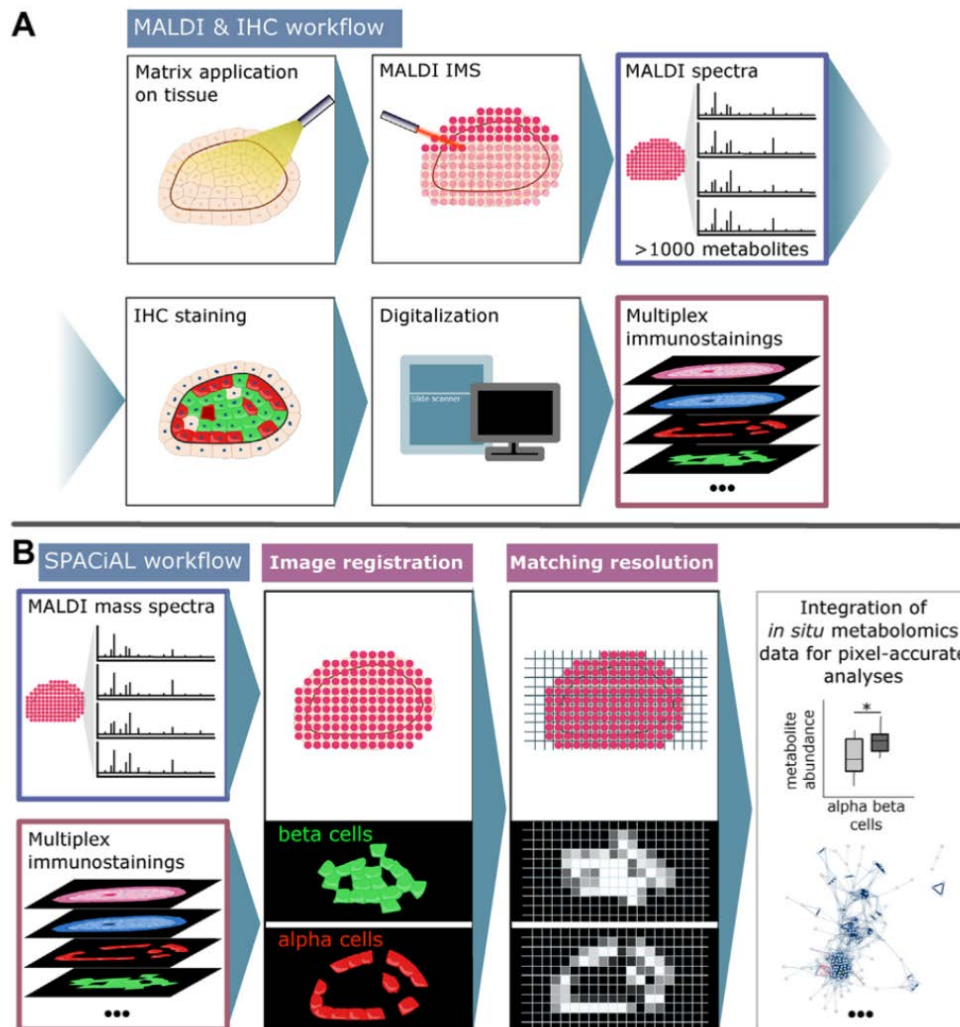 A
MALDI & IHC workflow
Matrix application
on tissue
MALDI IMS
MALDI spectra
>1000 metabolites
IHC staining
Digitalization
Slide scanner
Multiplex
immunostainings
B
SPACiAL workflow
Image registration
Matching resolution
MALDI mass spectra
Integration of
in situ metabolomics
data for pixel-accurate
analyses
*
metabolite
abundance
alpha beta
cells
Multiplex
immunostainings
beta cells
alpha cells